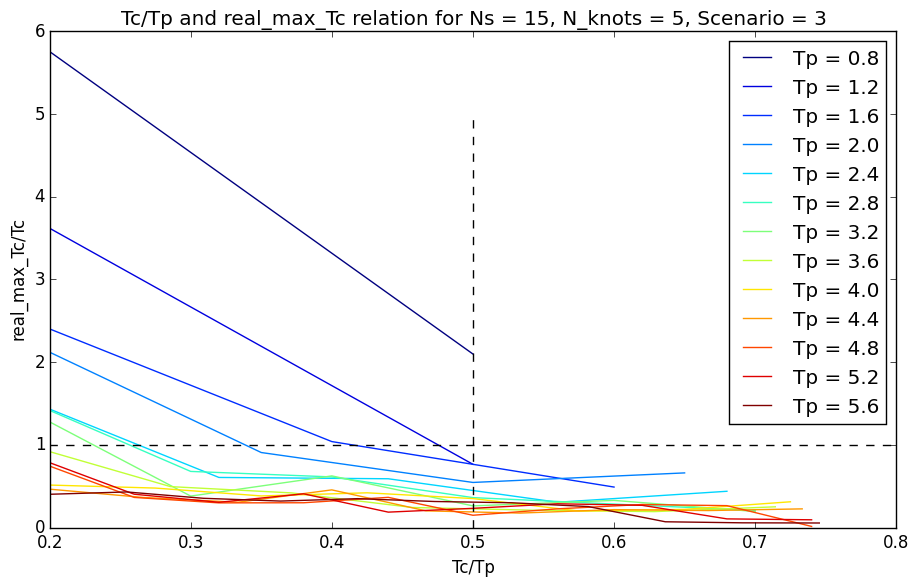 Tc/Tp and real_max_Tc relation for Ns = 15, N_knots = 5, Scenario = 3
6
5
4
3
2
1
0
real_max_Tc/Tc
Tp = 0.8
Tp = 1.2
Tp = 1.6
Tp = 2.0
Tp = 2.4
Tp = 2.8
Tp = 3.2
Tp = 3.6
Tp = 4.0
Tp = 4.4
Tp = 4.8
Tp = 5.2
Tp = 5.6
0.2 0.3 0.4 0.5 0.6 0.7 0.8
Tc/Tp